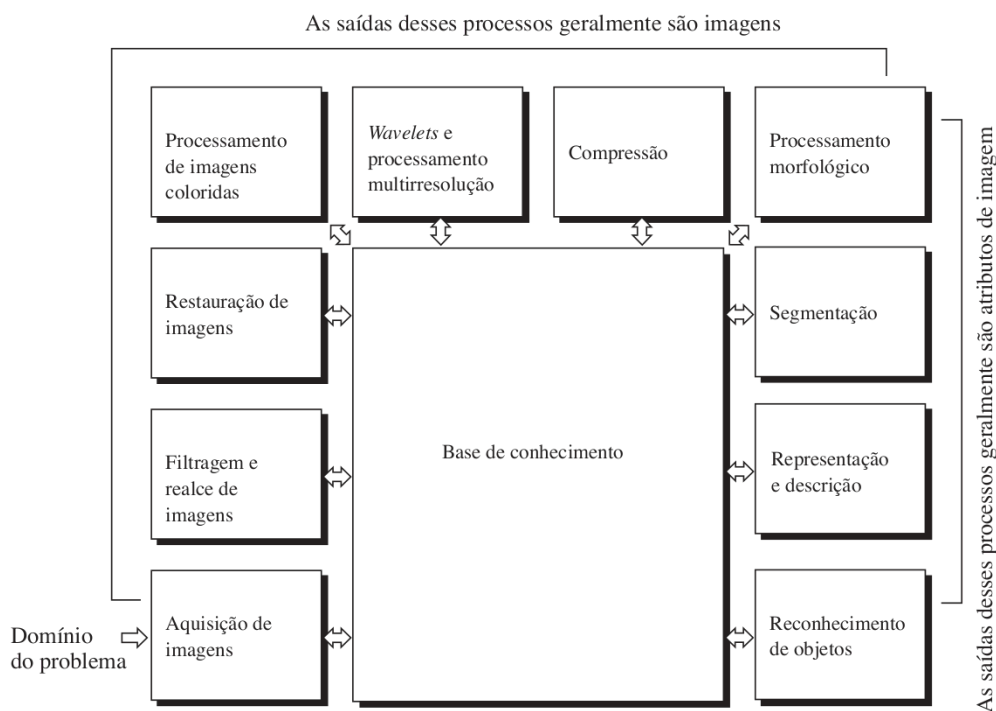 As saídas desses processos geralmente são imagens
Processamento
de imagens
coloridas
Wavelets e
processamento
multirresolução
Compressão
Processamento
morfológico
Restauração de
imagens
Segmentação
Filtragem e
realce de
imagens
Base de conhecimento
Representação
e descrição
Domínio
do problema
Aquisição de
imagens
Reconhecimento
de objetos
As saídas desses processos geralmente são atributos de imagem